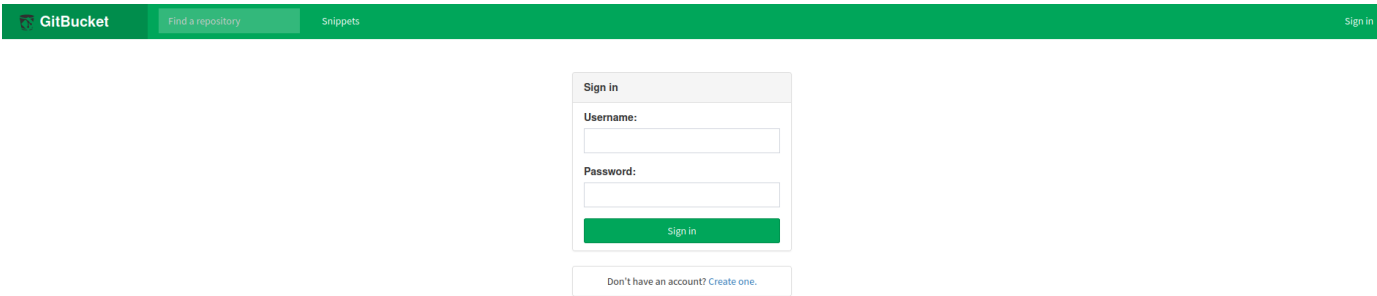 GitBucket Find a repository Snippets Sign in
Sign in
Username:
Password:
Sign in
Don't have an account? Create one.